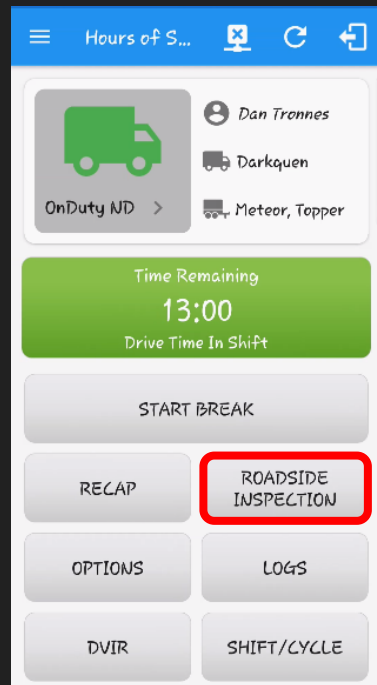 Hours of S...
Dan Tronnes
Darkquen
OnDuty ND >
Meteor, Topper
Time Remaining
13:00
Drive Time In Shift
START BREAK
RECAP
ROADSIDE
INSPECTION
OPTIONS
LOGS
DVIR
SHIFT/CYCLE